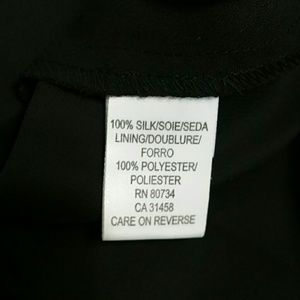 100% SILK/SOIE/SEDA
LINING/DOUBLURE/
FORRO
100% POLYESTER/
POLIESTER
RN 80734
CA 31458
CARE ON REVERSE